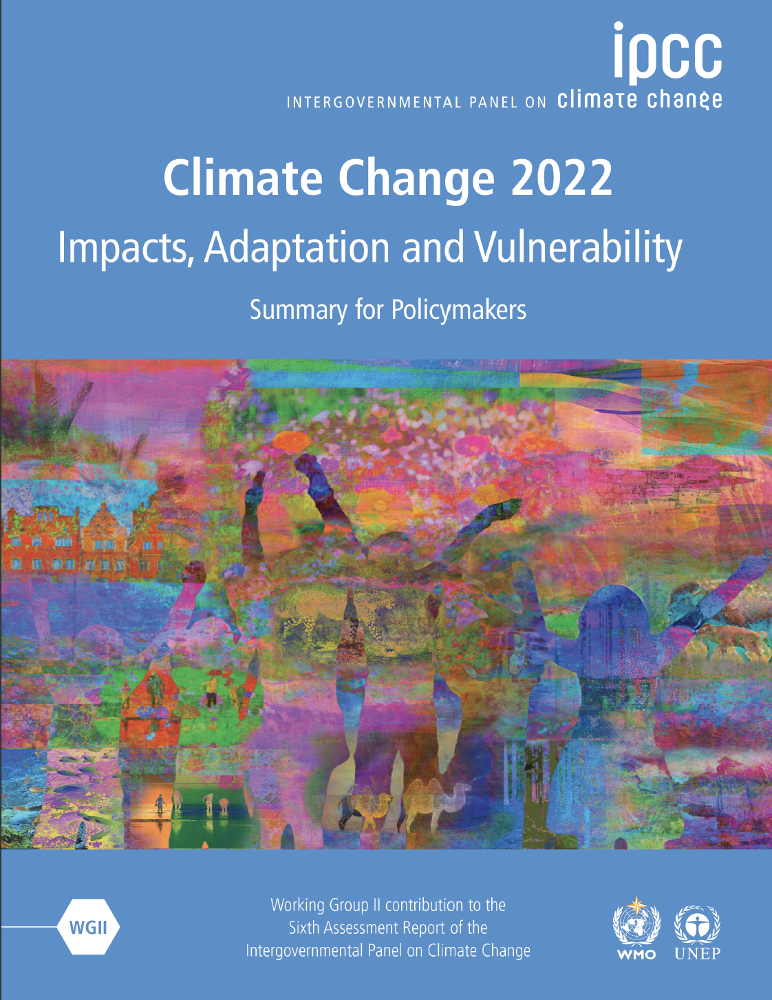 ipcc
INTERGOVERNMENTAL PANEL ON climate change
Climate Change 2022
Impacts, Adaptation and Vulnerability
Summary for Policymakers
WGII
Working Group II contribution to the
Sixth Assessment Report of the
Intergovernmental Panel on Climate Change
WMO
UNEP